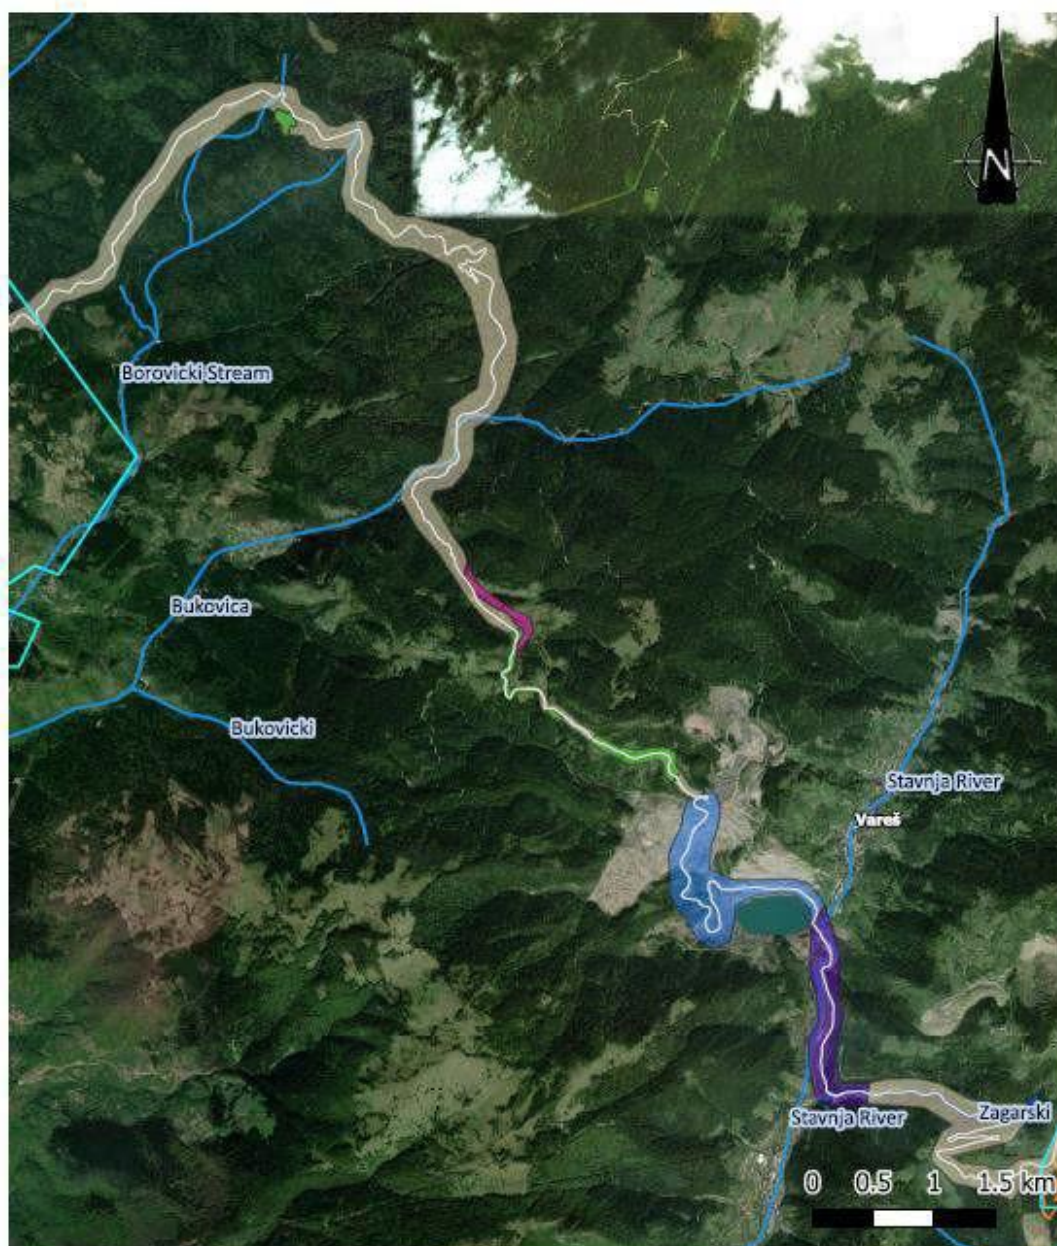 N
Borovicki Stream
Bukovica
Bukovicki
Stavnja River
Vareš
Stavnja River
Zagarski
0 0.5 1 1.5 km